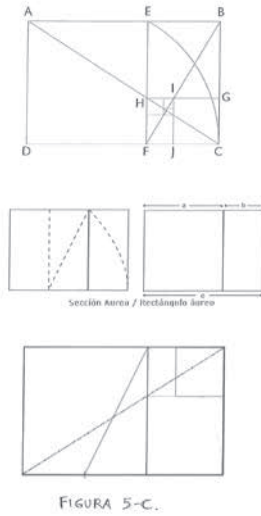 A E B
H I G
D F J C
a b
Sección Aurea / Rectángulo áureo
FIGURA 5-C.